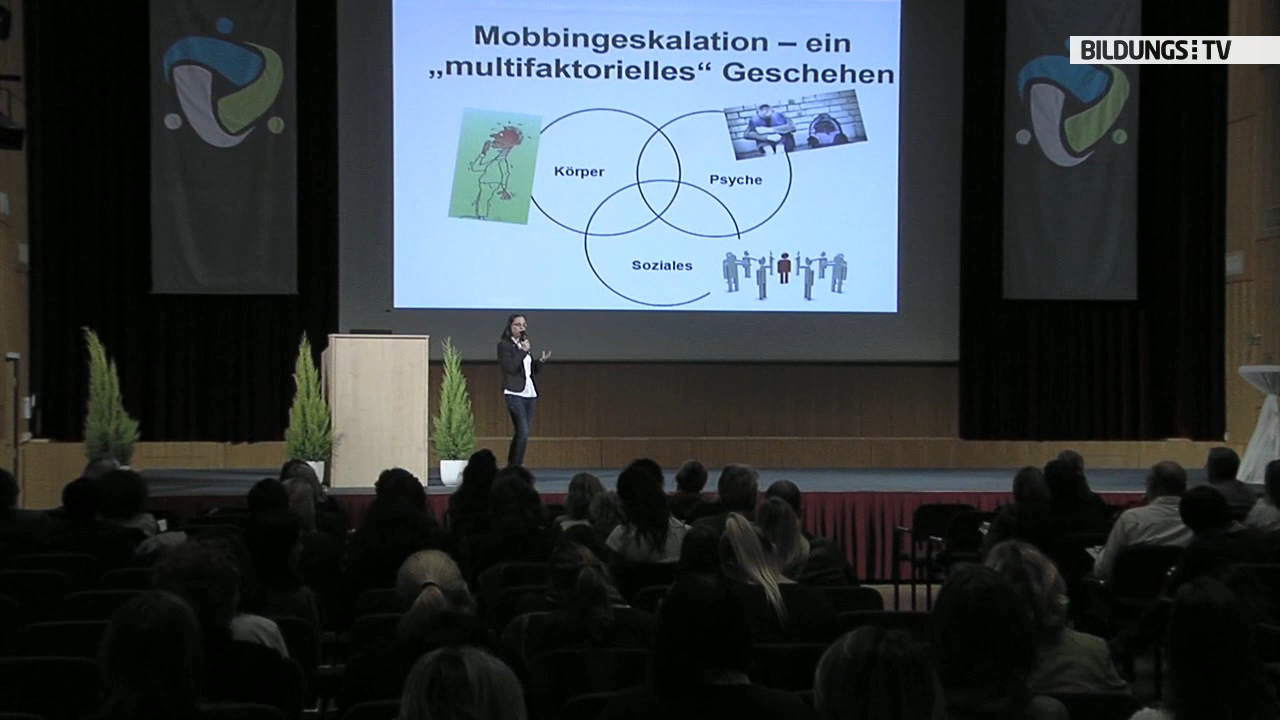 Mobbingeskalation – ein
„multifaktorielles“ Geschehen
BILDUNGS:TV
Körper
Psyche
Soziales